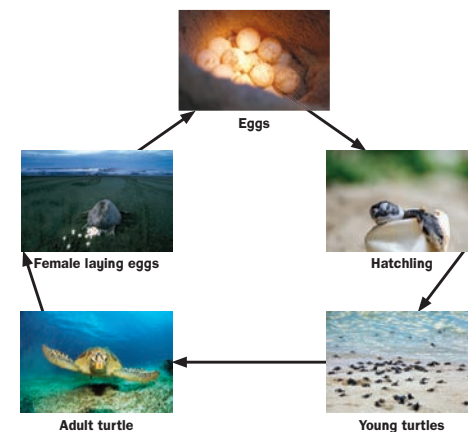 Eggs
Female laying eggs
Hatchling
Adult turtle
Young turtles